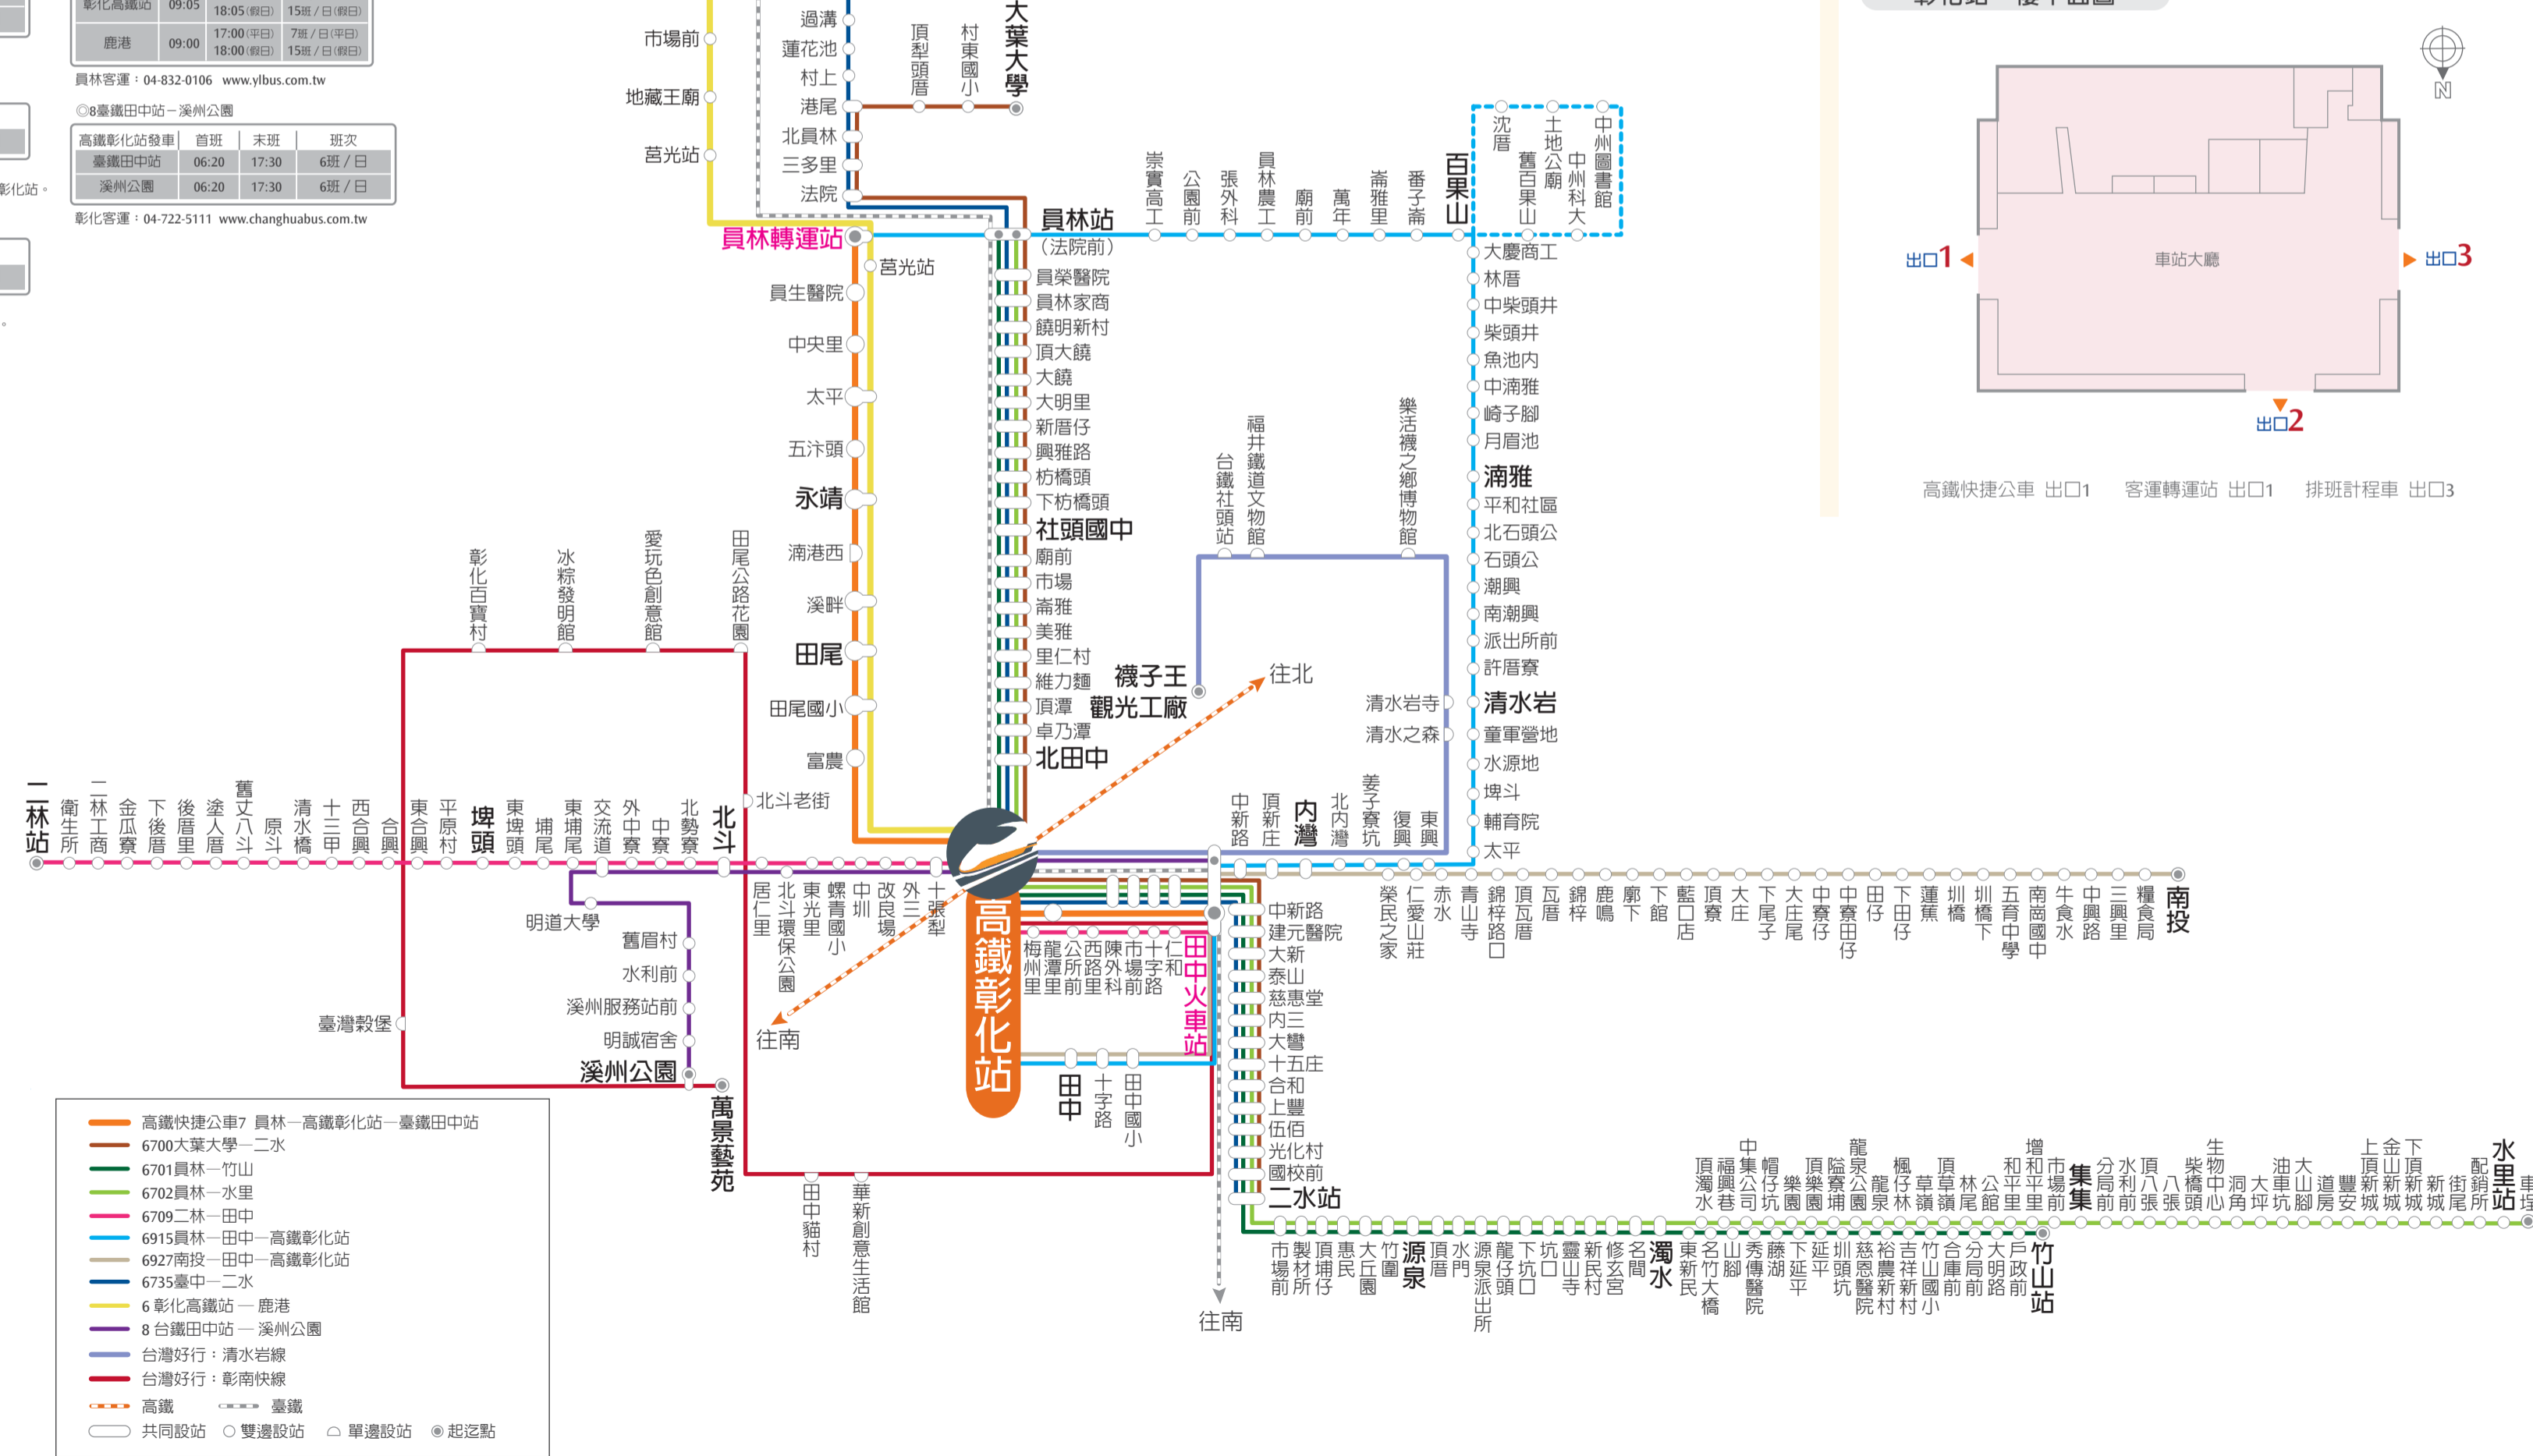 彰化高鐵站 09:05
18:05(假日) 15班/日(假日)
鹿港 09:00 17:00(平日) 7班/日(平日)
18:00(假日) 15班/日(假日)
員林客運：04-832-0106 www.ylbus.com.tw
◎8臺鐵田中站－溪州公園
高鐵彰化站發車 首班 末班 班次
臺鐵田中站 06:20 17:30 6班/日
溪州公園 06:20 17:30 6班/日
彰化客運：04-722-5111 www.changhuabus.com.tw
彰化站。
市場前
地藏王廟
莒光站
過溝
蓮花池
村上
港尾
北員林
三多里
法院
頂犁頭厝
村東國小
大葉大學
員林轉運站
莒光站
員生醫院
中央里
太平
五汴頭
永靖
湳港西
溪畔
田尾
田尾國小
富農
員林站
（法院前）
員榮醫院
員林家商
饒明新村
頂大饒
大饒
大明里
新厝仔
興雅路
枋橋頭
下枋橋頭
社頭國中
廟前
市場
崙雅
美雅
里仁村
維力麵
頂潭
卓乃潭
北田中
崇實高工
公園前
張外科
員林農工
廟前
萬年
崙雅里
番子崙
百果山
沈厝
舊百果山
土地公廟
中州科大
中州圖書館
大慶商工
林厝
中柴頭井
柴頭井
魚池內
中湳雅
崎子腳
月眉池
湳雅
平和社區
北石頭公
石頭公
潮興
南潮興
派出所前
許厝寮
清水岩
童軍營地
水源地
埤斗
輔育院
太平
台鐵社頭站
福井鐵道文物館
樂活襪之鄉博物館
襪子王
觀光工廠
清水岩寺
清水之森
往北
中新路
頂新庄
內灣
北內灣
姜子寮坑
復興
東興
彰化百寶村
冰粽發明館
愛玩色創意館
田尾公路花園
北斗老街
二林站
衛生所
二林工商
金瓜寮
下後厝
後厝里
塗人厝
舊丈八斗
原斗
清水橋
十三甲
西合興
合興
東合興
平原村
埤頭
東埤頭
埔尾
東埔尾
交流道
外中寮
中寮
北勢寮
北斗
居仁里
北斗環保公園
東光里
螺青國小
中圳
改良場
外三
十張犁
明道大學
舊眉村
水利前
溪州服務站前
明誠宿舍
溪州公園
臺灣穀堡
萬景藝苑
往南
高鐵彰化站
梅州里
龍潭里
公所前
西路里
陳外科
市場前
十字路
仁和
田中火車站
田中
十字路
田中國小
田中貓村
華新創意生活館
榮民之家
仁愛山莊
赤水
青山寺
錦梓路口
頂瓦厝
瓦厝
錦梓
鹿鳴
廓下
下館
藍口店
頂寮
大庄
下尾子
大庄尾
中寮仔
中寮田仔
田仔
下田仔
蓮蕉
圳橋
圳橋下
五育中學
南崗國中
牛食水
中興路
三興里
糧食局
南投
中新路
建元醫院
大新
泰山
慈惠堂
內三
大彎
十五庄
合和
上豐
伍佰
光化村
國校前
二水站
往南
市場前
製材所
頂埔仔
惠民
大丘園
竹圍
源泉
頂厝
水門
源泉派出所
龍仔頭
下坑口
坑口
靈山寺
新民村
修玄宮
名間
濁水
頂濁水
福興巷
中集公司
帽仔坑
樂園
頂樂園
隘寮埔
龍泉公園
龍泉
楓仔林
草嶺
頂草嶺
林尾
公館
和平里
增和平里
市場前
集集
分局前
水利前
頂八張
八張
柴橋頭
生物中心
洞角
大坪
油車坑
大山腳
道房
豐安
上頂新城
金山新城
下頂新城
新城
街尾
配銷所
水里站
車埕
東新民
名竹大橋
山腳
秀傳醫院
藤湖
下延平
延平
圳頭坑
慈恩醫院
裕農新村
吉祥新村
竹山國小
合庫前
分局前
大明路
戶政前
竹山站
高鐵快捷公車7 員林—高鐵彰化站—臺鐵田中站
6700大葉大學—二水
6701員林—竹山
6702員林—水里
6709二林—田中
6915員林—田中—高鐵彰化站
6927南投—田中—高鐵彰化站
6735臺中—二水
6 彰化高鐵站 — 鹿港
8 台鐵田中站 — 溪州公園
台灣好行：清水岩線
台灣好行：彰南快線
高鐵 臺鐵
共同設站 雙邊設站 單邊設站 起迄點
N
出口1
車站大廳
出口3
出口2
高鐵快捷公車 出口1 客運轉運站 出口1 排班計程車 出口3